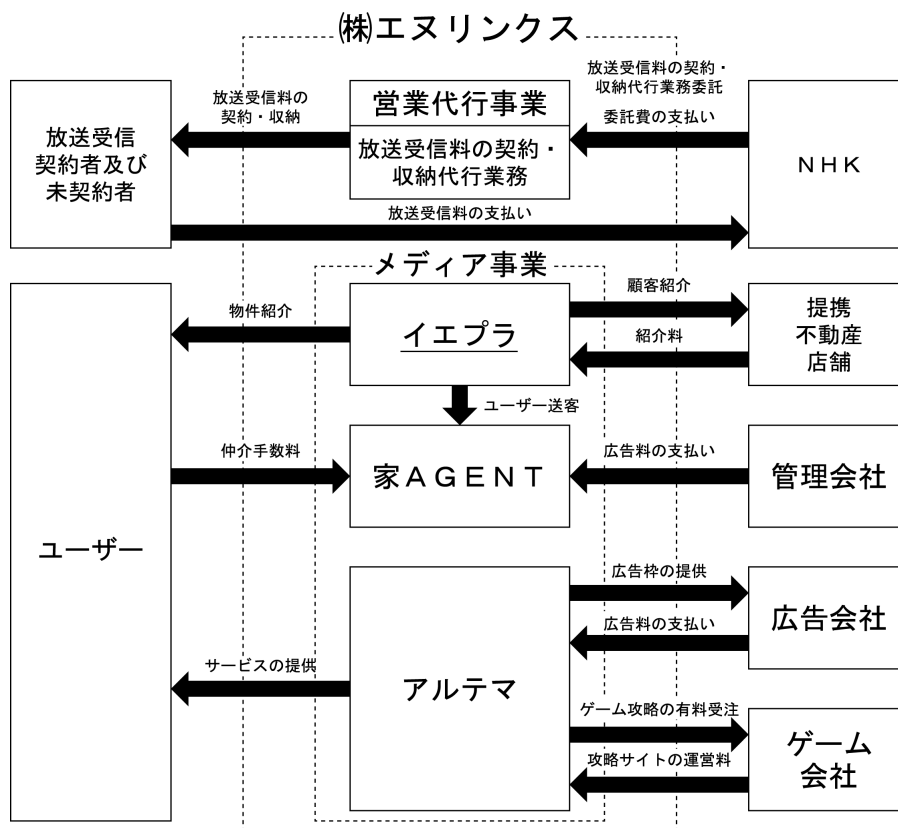 ㈱エヌリンクス
放送受信
契約者及び
未契約者
放送受信料の
契約・収納
営業代行事業
放送受信料の契約・
収納代行業務
放送受信料の契約・
収納代行業務委託
委託費の支払い
ＮＨＫ
放送受信料の支払い
メディア事業
ユーザー
物件紹介
イエプラ
顧客紹介
紹介料
提携
不動産
店舗
ユーザー送客
仲介手数料
家ＡＧＥＮＴ
広告料の支払い
管理会社
サービスの提供
アルテマ
広告枠の提供
広告料の支払い
広告会社
ゲーム攻略の有料受注
攻略サイトの運営料
ゲーム
会社